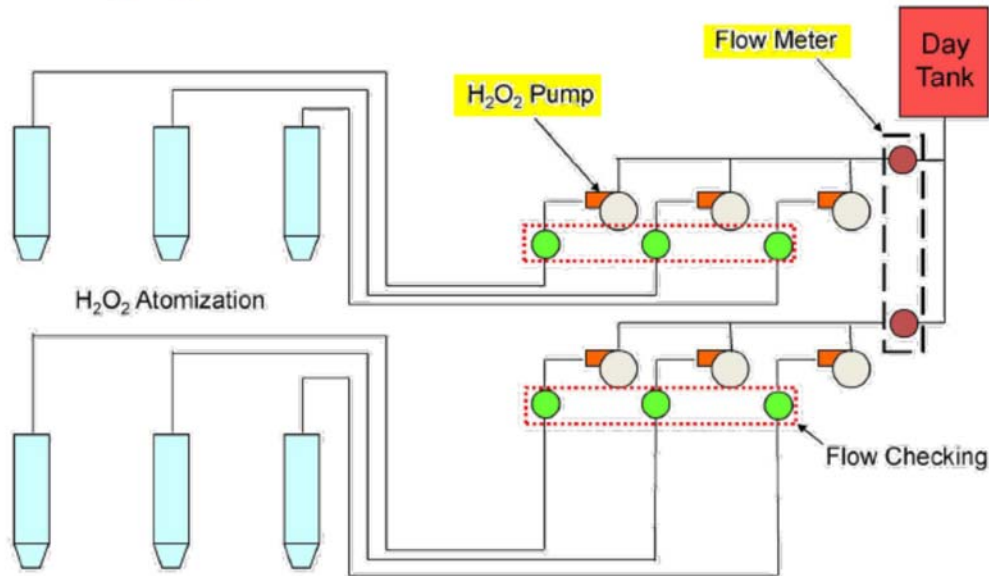 Flow Meter
Day
Tank
H₂O₂ Pump
H₂O₂ Atomization
Flow Checking